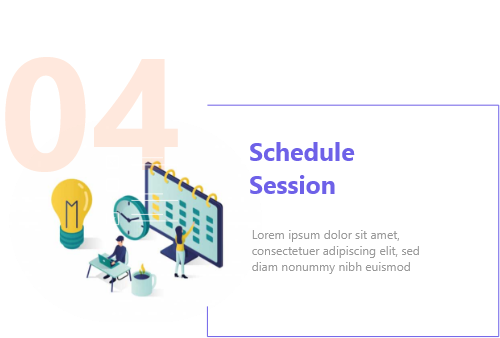 04
Schedule
Session
Lorem ipsum dolor sit amet,
consectetuer adipiscing elit, sed
diam nonummy nibh euismod